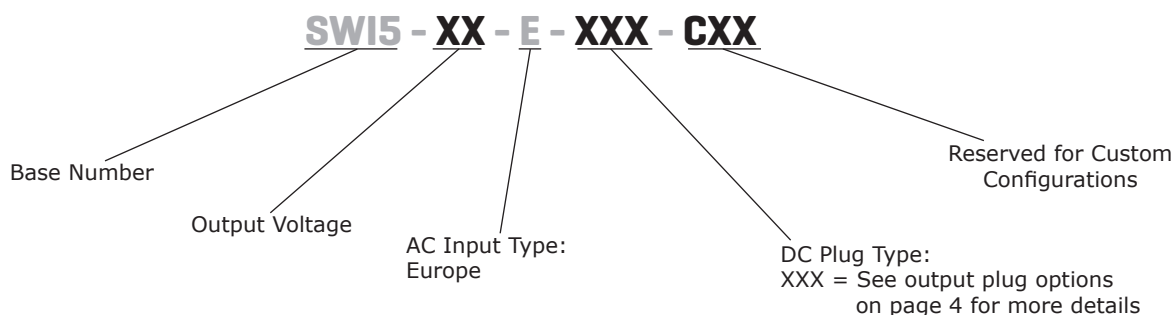 SWI5 - XX - E - XXX - CXX
Base Number
Output Voltage
AC Input Type:
Europe
DC Plug Type:
XXX = See output plug options
on page 4 for more details
Reserved for Custom
Configurations